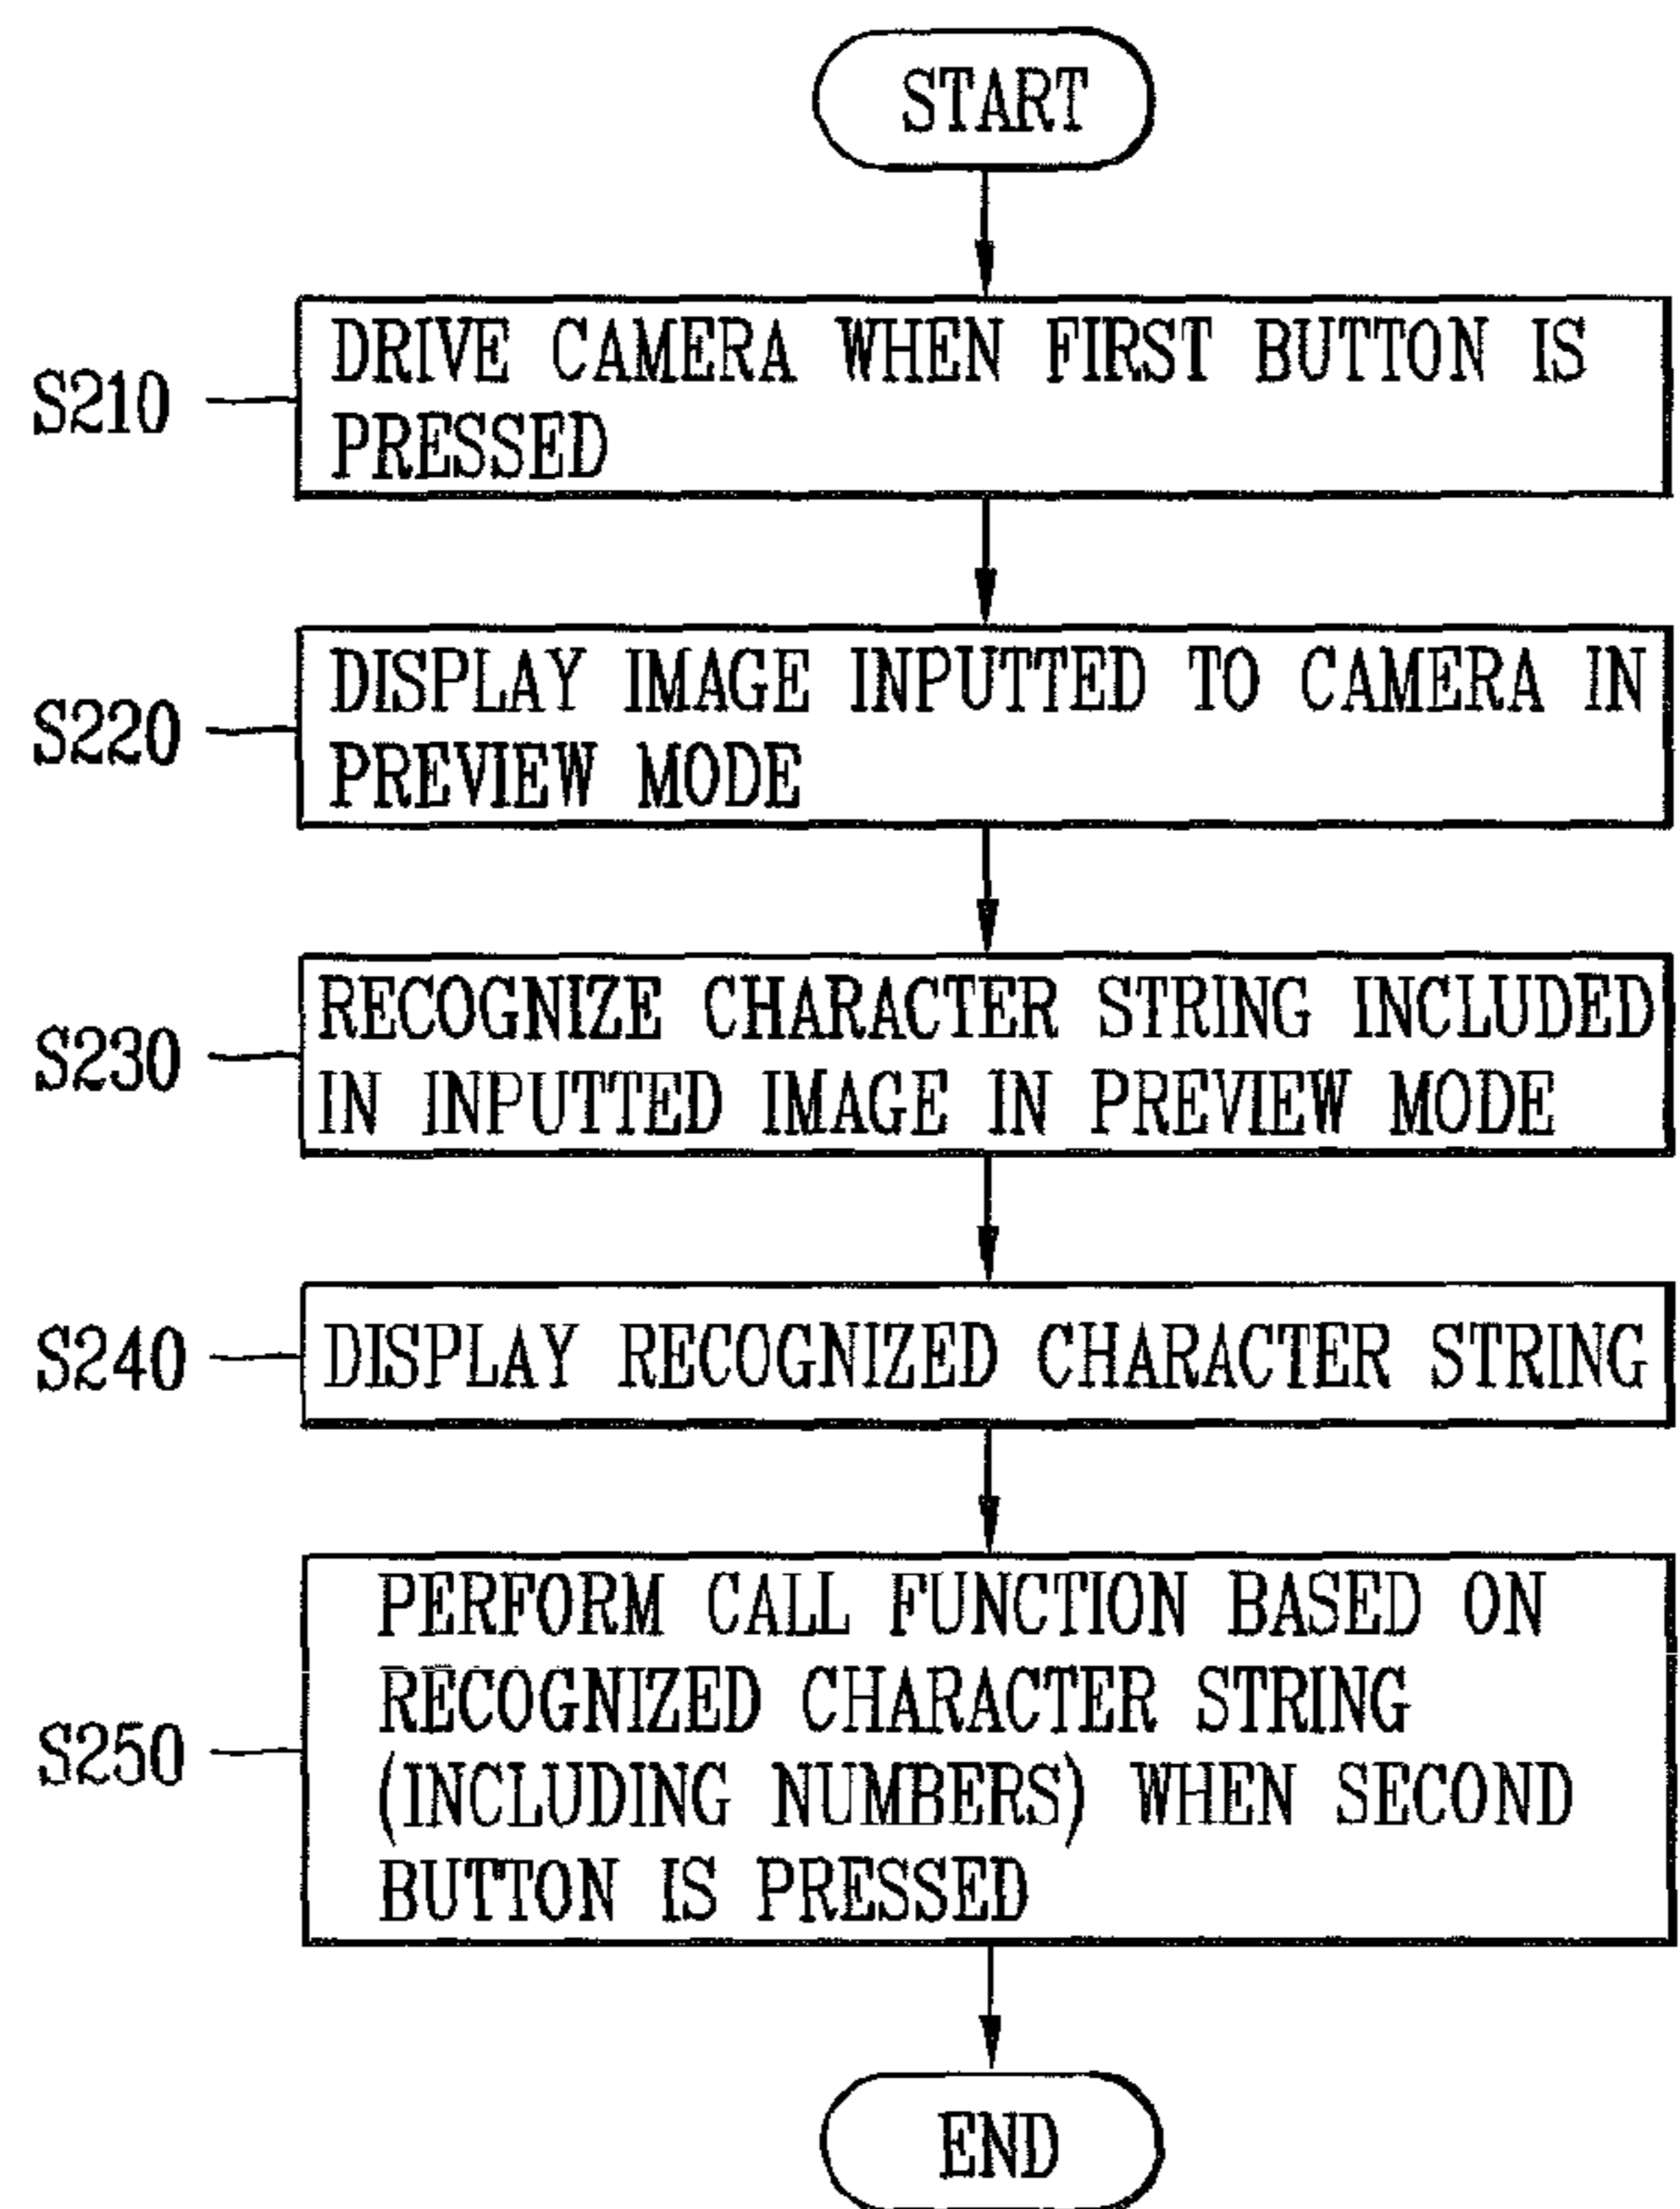 START
S210
DRIVE CAMERA WHEN FIRST BUTTON IS
PRESSED
S220
DISPLAY IMAGE INPUTTED TO CAMERA IN
PREVIEW MODE
S230
RECOGNIZE CHARACTER STRING INCLUDED
IN INPUTTED IMAGE IN PREVIEW MODE
S240
DISPLAY RECOGNIZED CHARACTER STRING
S250
PERFORM CALL FUNCTION BASED ON
RECOGNIZED CHARACTER STRING
(INCLUDING NUMBERS) WHEN SECOND
BUTTON IS PRESSED
END